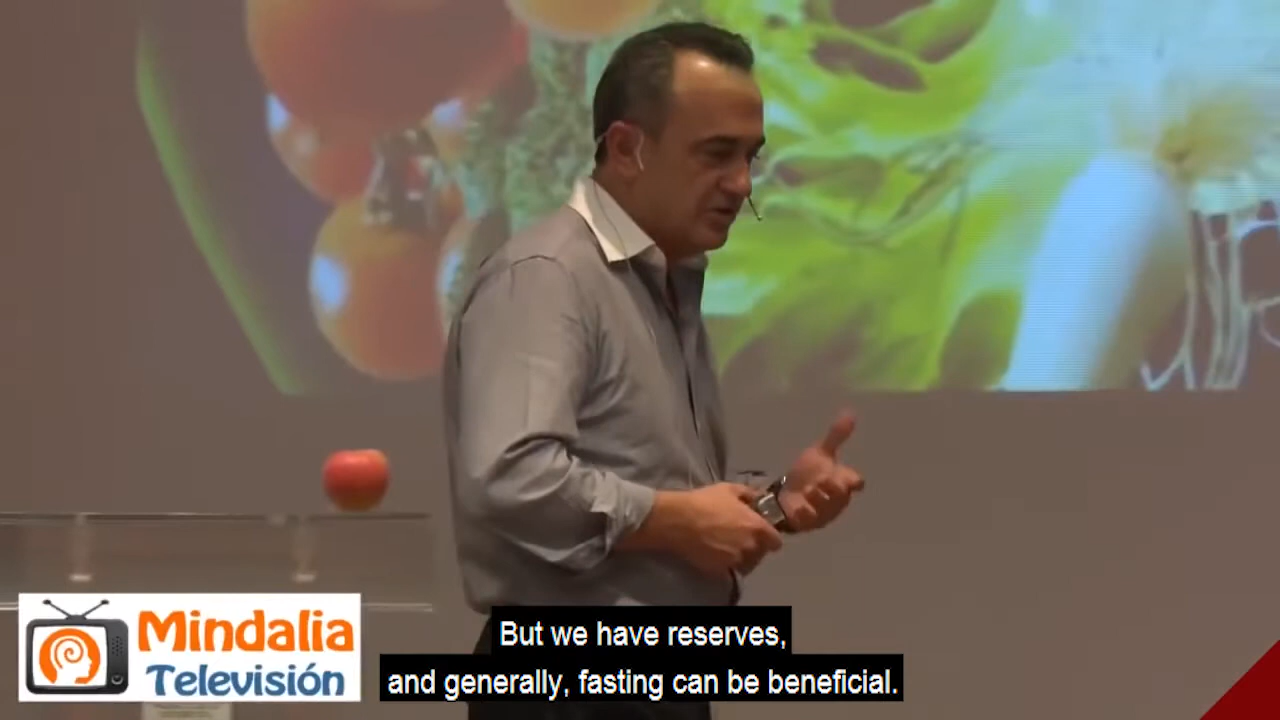 But we have reserves,
and generally, fasting can be beneficial.
Mindalia
Televisión